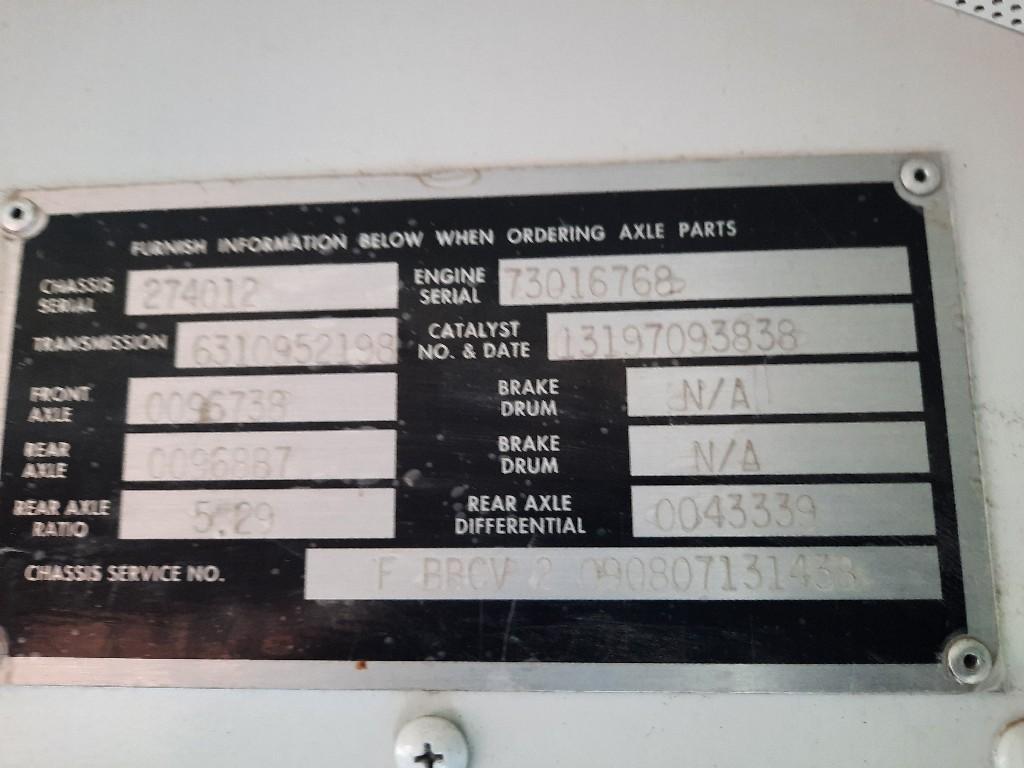 FURNISH INFORMATION BELOW WHEN ORDERING AXLE PARTS
CHASSIS SERIAL 274012 ENGINE SERIAL 73016768
TRANSMISSION 6310952198 CATALYST NO. & DATE 13197093838
FRONT AXLE 0096738 BRAKE DRUM N/A
REAR AXLE 0096887 BRAKE DRUM N/A
REAR AXLE RATIO 5.29 REAR AXLE DIFFERENTIAL 0043339
CHASSIS SERVICE NO. F BRCV 2